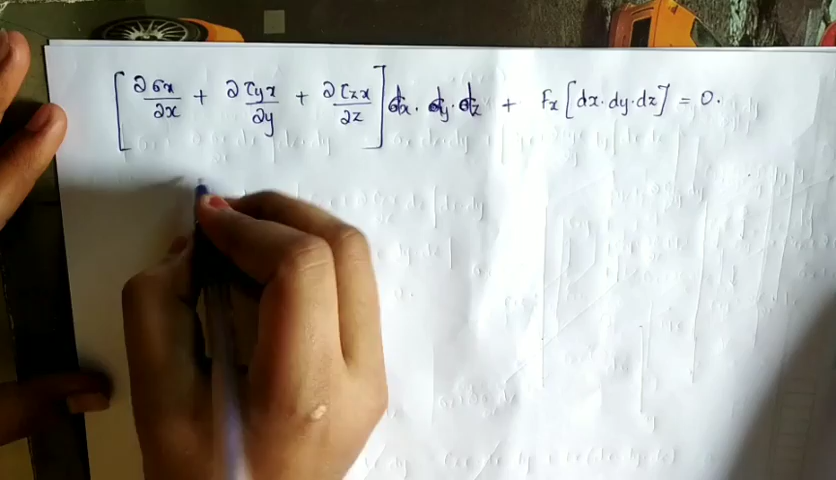 [∂σx/∂x + ∂τyx/∂y + ∂τzx/∂z] dx. dy. dz + Fx [dx. dy. dz] = 0.